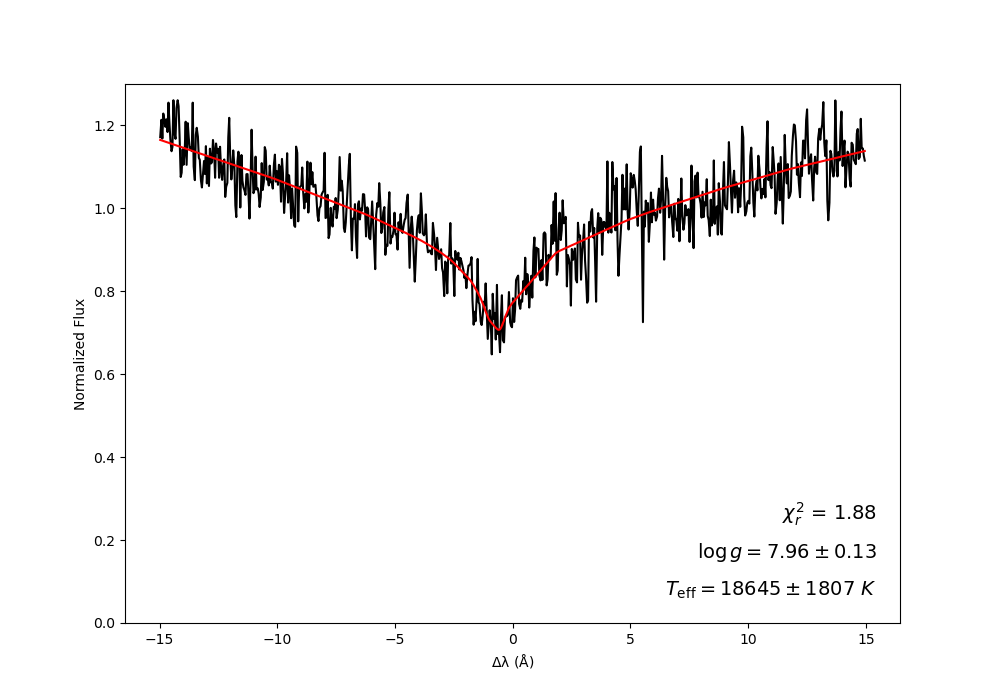 1.2
1.0
0.8
0.6
0.4
0.2
0.0
Normalized Flux
χ²ᵣ = 1.88
log g = 7.96 ± 0.13
T_eff = 18645 ± 1807 K
−15 −10 −5 0 5 10 15
Δλ (Å)